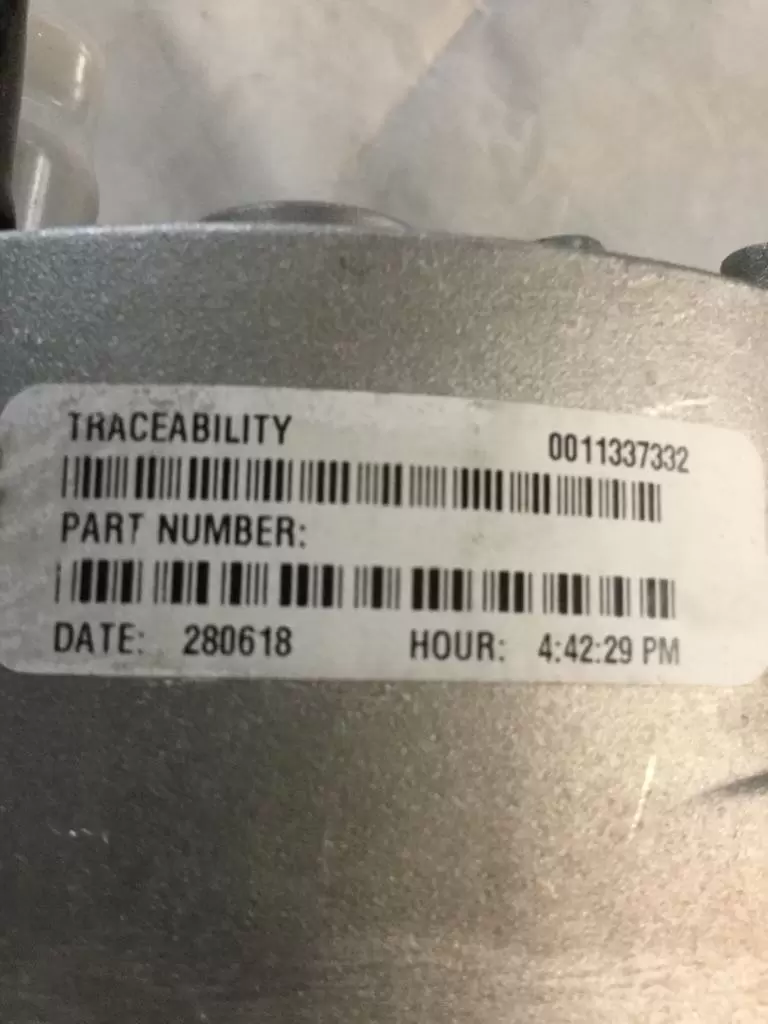 TRACEABILITY 0011337332
PART NUMBER:
DATE: 280618 HOUR: 4:42:29 PM